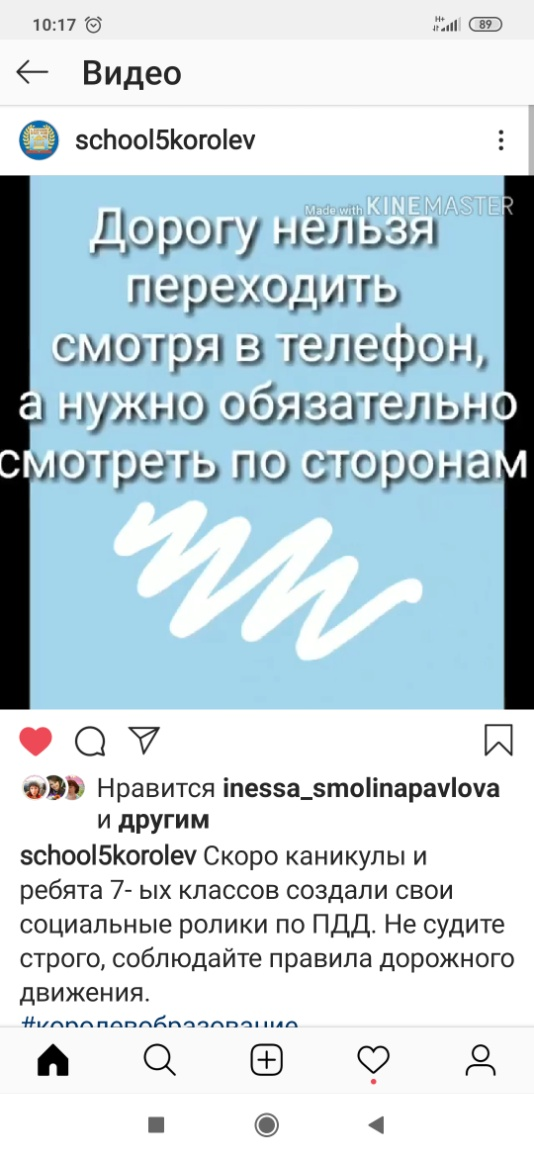 10:17
H+
89
Видео
school5korolev
Made with KINEMASTER
Дорогу нельзя
переходить
смотря в телефон,
а нужно обязательно
смотреть по сторонам
Нравится inessa_smolinapavlova
и другим
school5korolev Скоро каникулы и
ребята 7- ых классов создали свои
социальные ролики по ПДД. Не судите
строго, соблюдайте правила дорожного
движения.
#королевобразование